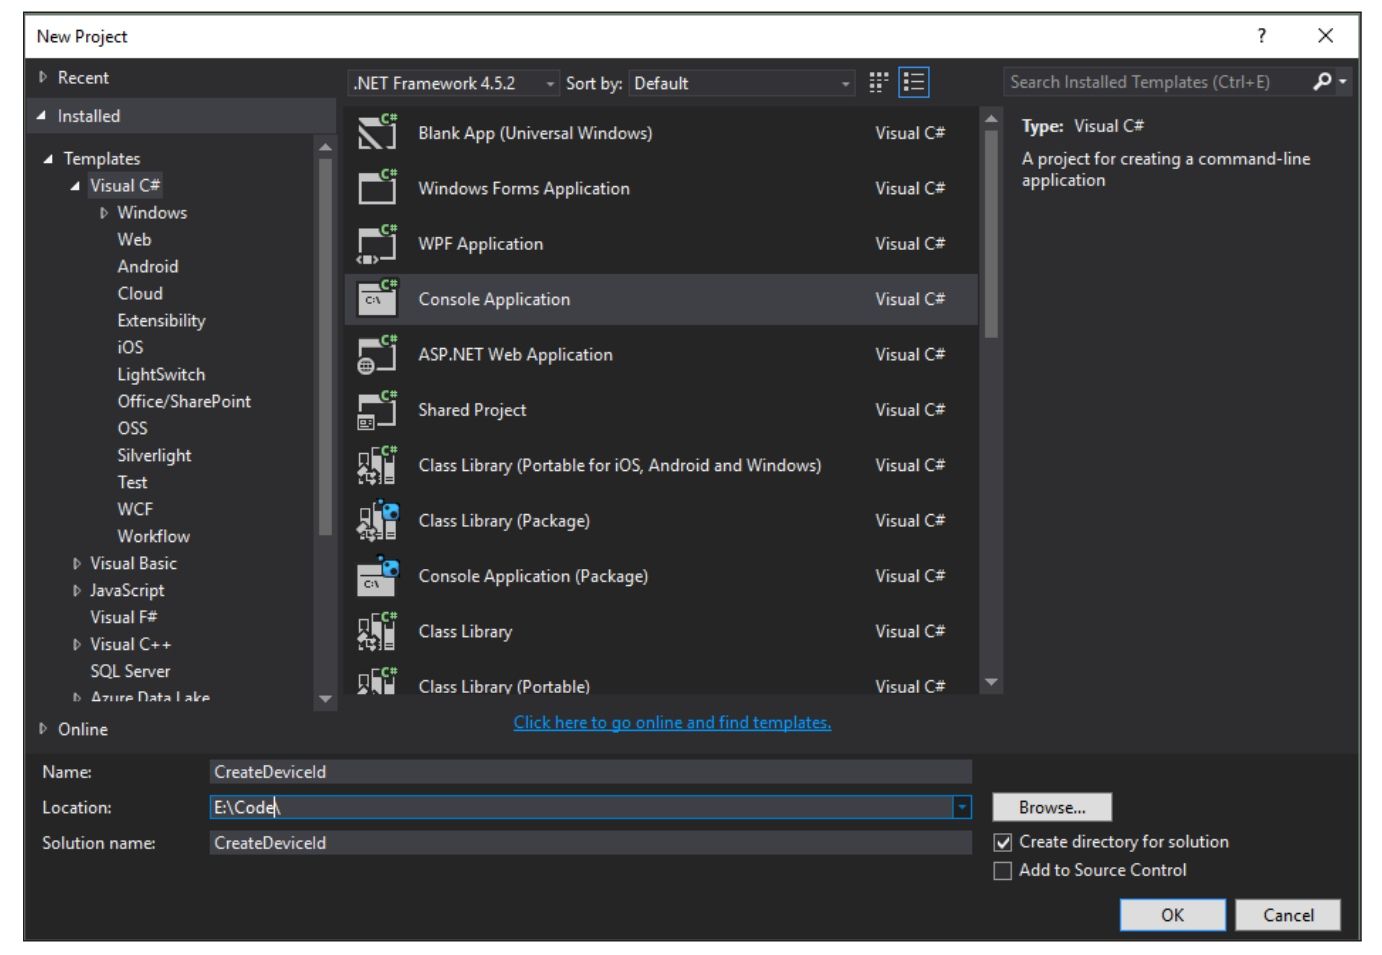 New Project
?
Recent
.NET Framework 4.5.2
Sort by: Default
Search Installed Templates (Ctrl+E)
Installed
Templates
Visual C#
Windows
Web
Android
Cloud
Extensibility
iOS
LightSwitch
Office/SharePoint
OSS
Silverlight
Test
WCF
Workflow
Visual Basic
JavaScript
Visual F#
Visual C++
SQL Server
Azure Data Lake
Online
Blank App (Universal Windows) Visual C#
Windows Forms Application Visual C#
WPF Application Visual C#
Console Application Visual C#
ASP.NET Web Application Visual C#
Shared Project Visual C#
Class Library (Portable for iOS, Android and Windows) Visual C#
Class Library (Package) Visual C#
Console Application (Package) Visual C#
Class Library Visual C#
Class Library (Portable) Visual C#
Click here to go online and find templates.
Type: Visual C#
A project for creating a command-line
application
Name: CreateDeviceId
Location: E:\Code\
Browse...
Solution name: CreateDeviceId
Create directory for solution
Add to Source Control
OK
Cancel